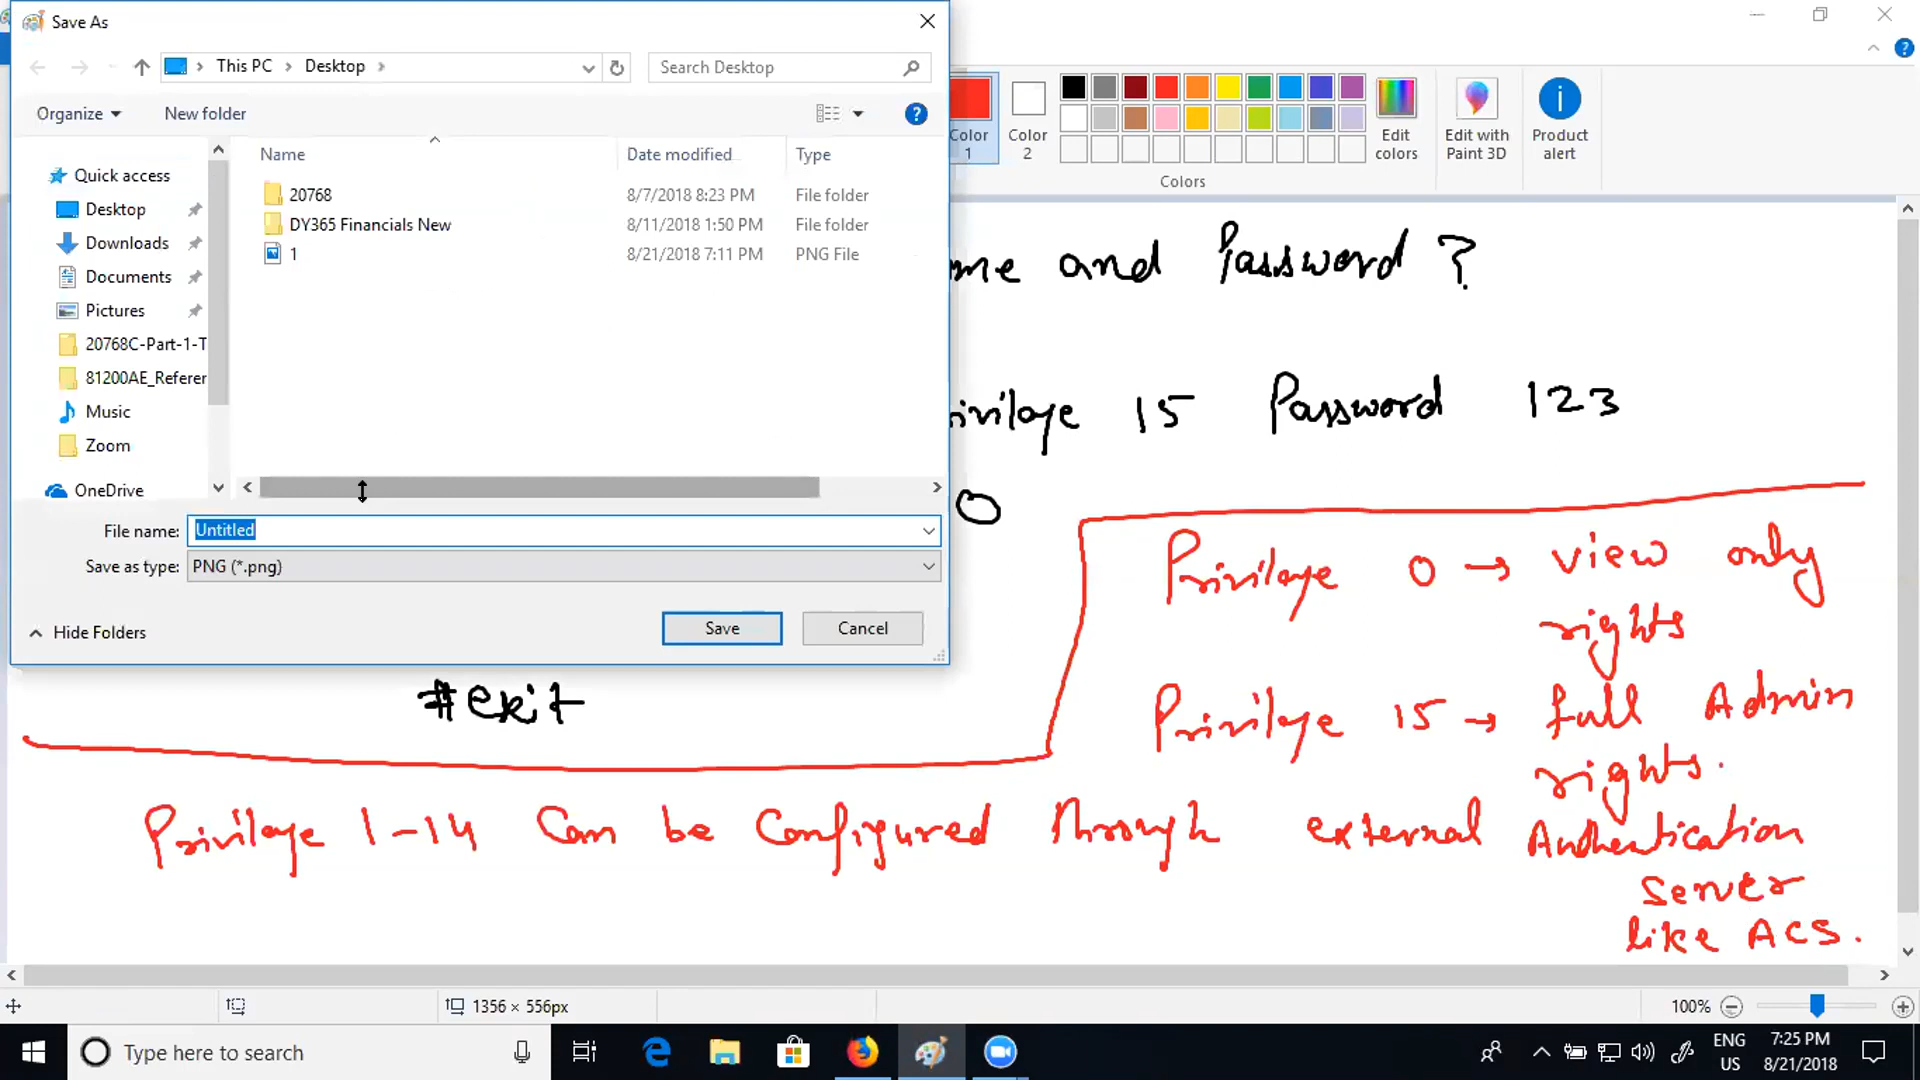 Save As
This PC
Desktop
Search Desktop
Organize
New folder
Quick access
Desktop
Downloads
Documents
Pictures
20768C-Part-1-T
81200AE_Referer
Music
Zoom
OneDrive
Name
Date modified
Type
20768
8/7/2018 8:23 PM
File folder
DY365 Financials New
8/11/2018 1:50 PM
File folder
1
8/21/2018 7:11 PM
PNG File
File name:
Untitled
Save as type:
PNG (*.png)
Hide Folders
Save
Cancel
Color
1
Color
2
Edit
colors
Edit with
Paint 3D
Product
alert
Colors
me and Password ?
ivilage 15 Password 123
0
#exit
Privilage 0 → view only
rights
Privilage 15 → full Admin
rights.
Privilage 1-14 Can be Configured through external Authentication
server
like ACS.
1356 × 556px
100%
Type here to search
ENG
US
7:25 PM
8/21/2018